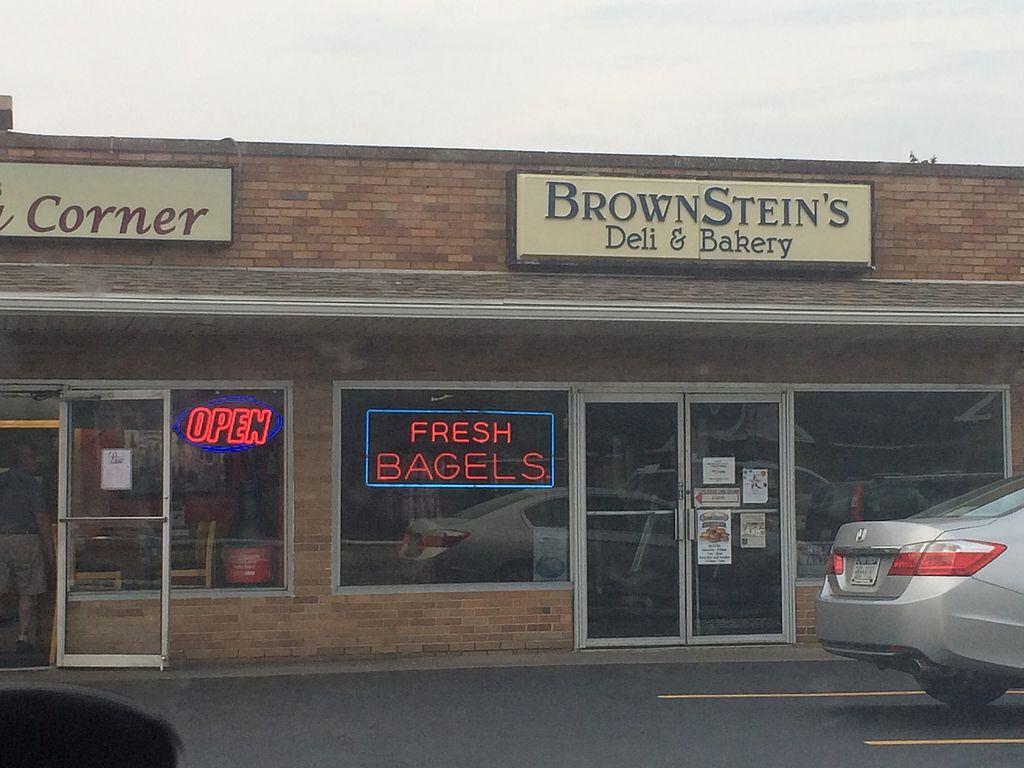 Corner
BROWNSTEIN'S
Deli & Bakery
OPEN
FRESH
BAGELS